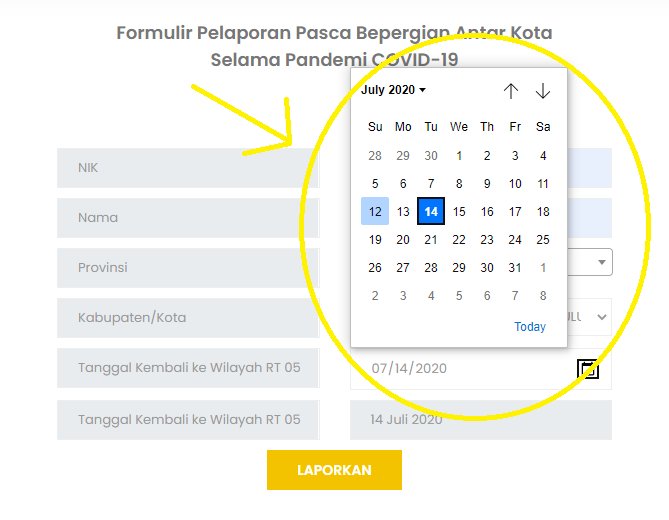 Formulir Pelaporan Pasca Bepergian Antar Kota
Selama Pandemi COVID-19
July 2020
Su Mo Tu We Th Fr Sa
28 29 30 1 2 3 4
5 6 7 8 9 10 11
12 13 14 15 16 17 18
19 20 21 22 23 24 25
26 27 28 29 30 31 1
2 3 4 5 6 7 8
Today
NIK
Nama
Provinsi
Kabupaten/Kota
Tanggal Kembali ke Wilayah RT 05
07/14/2020
Tanggal Kembali ke Wilayah RT 05
14 Juli 2020
LAPORKAN